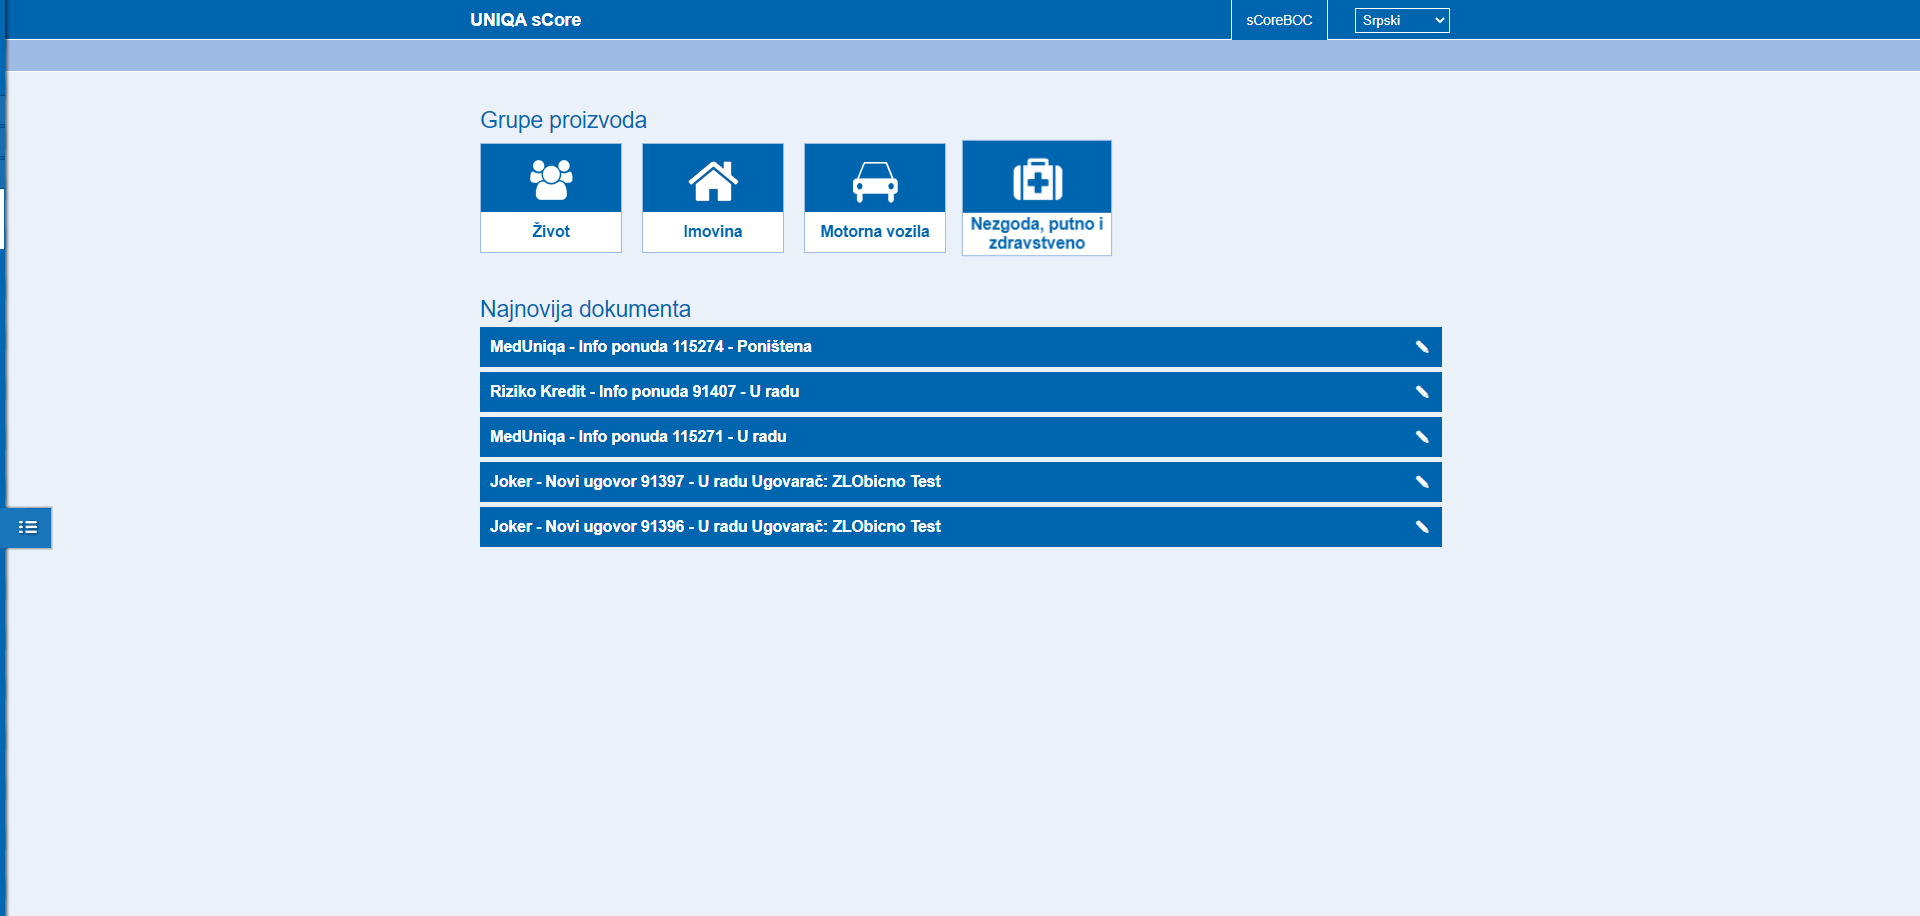 UNIQA sCore
sCoreBOC
Srpski
Grupe proizvoda
Život
Imovina
Motorna vozila
Nezgoda, putno i
zdravstveno
Najnovija dokumenta
MedUniqa - Info ponuda 115274 - Poništena
Riziko Kredit - Info ponuda 91407 - U radu
MedUniqa - Info ponuda 115271 - U radu
Joker - Novi ugovor 91397 - U radu Ugovarač: ZLObicno Test
Joker - Novi ugovor 91396 - U radu Ugovarač: ZLObicno Test